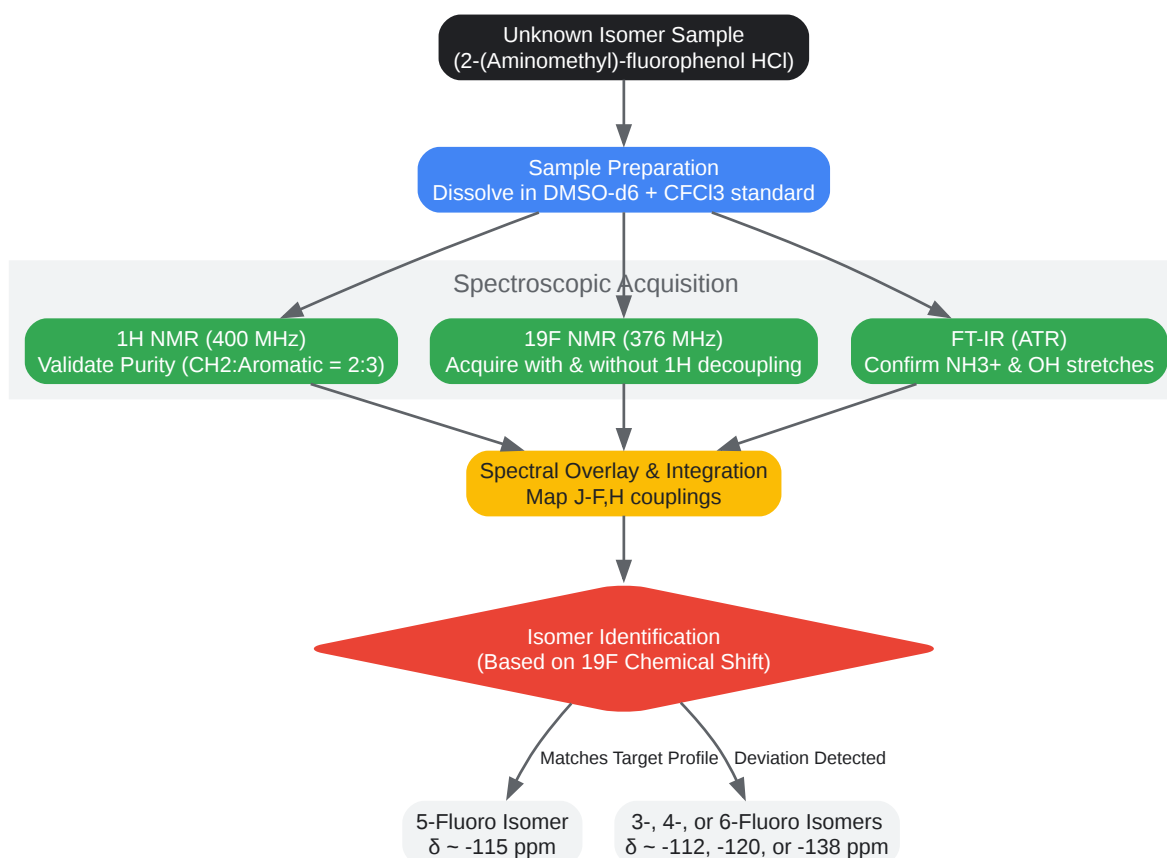 Unknown Isomer Sample
(2-(Aminomethyl)-fluorophenol HCl)
Sample Preparation
Dissolve in DMSO-d6 + CFCl3 standard
Spectroscopic Acquisition
1H NMR (400 MHz)
Validate Purity (CH2:Aromatic = 2:3)
19F NMR (376 MHz)
Acquire with & without 1H decoupling
FT-IR (ATR)
Confirm NH3+ & OH stretches
Spectral Overlay & Integration
Map J-F,H couplings
Isomer Identification
(Based on 19F Chemical Shift)
Matches Target Profile
Deviation Detected
5-Fluoro Isomer
δ ~ -115 ppm
3-, 4-, or 6-Fluoro Isomers
δ ~ -112, -120, or -138 ppm